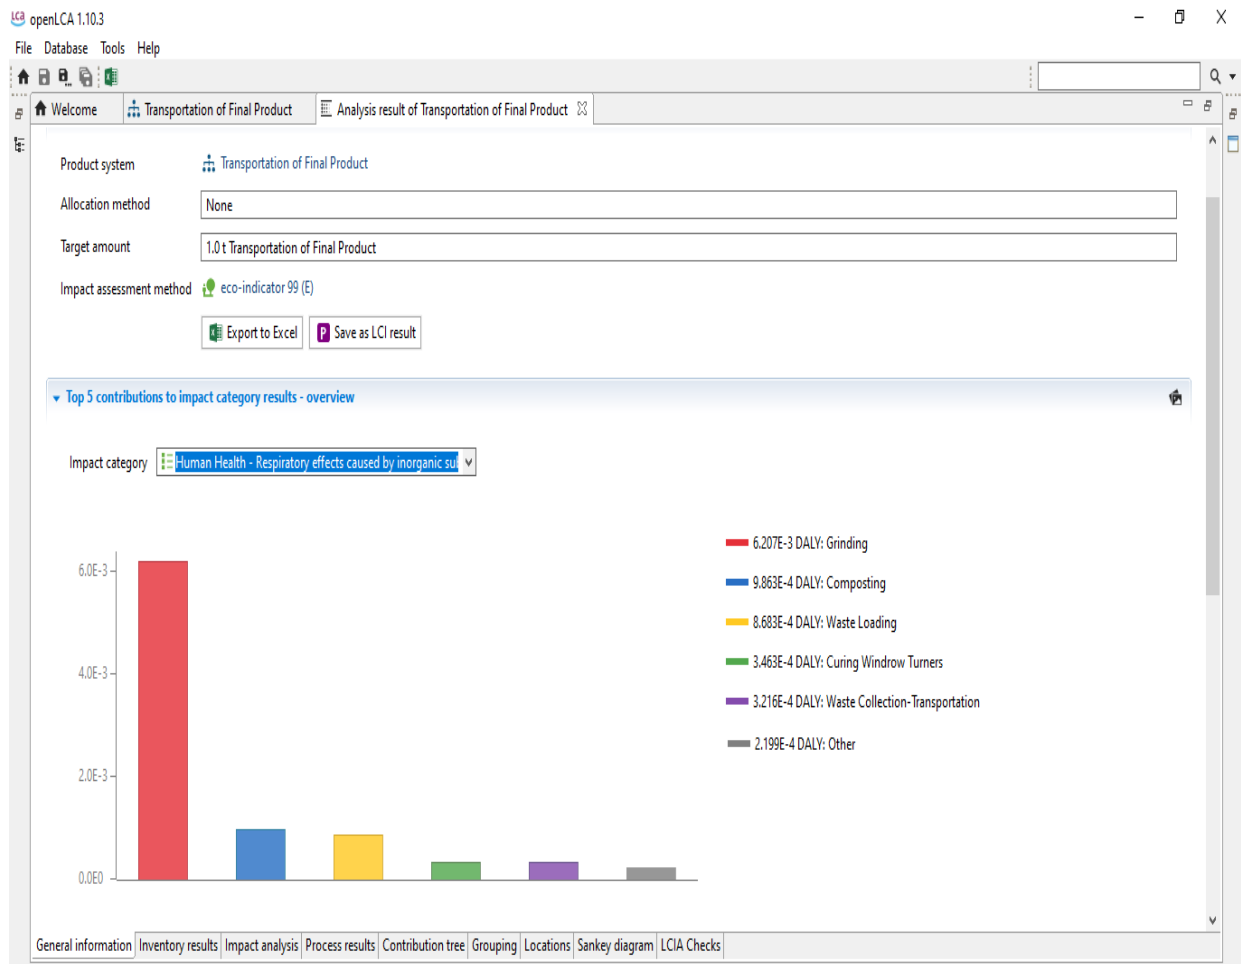 LCa openLCA 1.10.3
File Database Tools Help
Welcome Transportation of Final Product Analysis result of Transportation of Final Product
Product system Transportation of Final Product
Allocation method None
Target amount 1.0 t Transportation of Final Product
Impact assessment method eco-indicator 99 (E)
Export to Excel P Save as LCI result
Top 5 contributions to impact category results - overview
Impact category Human Health - Respiratory effects caused by inorganic sul
6.207E-3 DALY: Grinding
6.0E-3
9.863E-4 DALY: Composting
8.683E-4 DALY: Waste Loading
4.0E-3
3.463E-4 DALY: Curing Windrow Turners
3.216E-4 DALY: Waste Collection-Transportation
2.199E-4 DALY: Other
2.0E-3
0.0E0
General information Inventory results Impact analysis Process results Contribution tree Grouping Locations Sankey diagram LCIA Checks